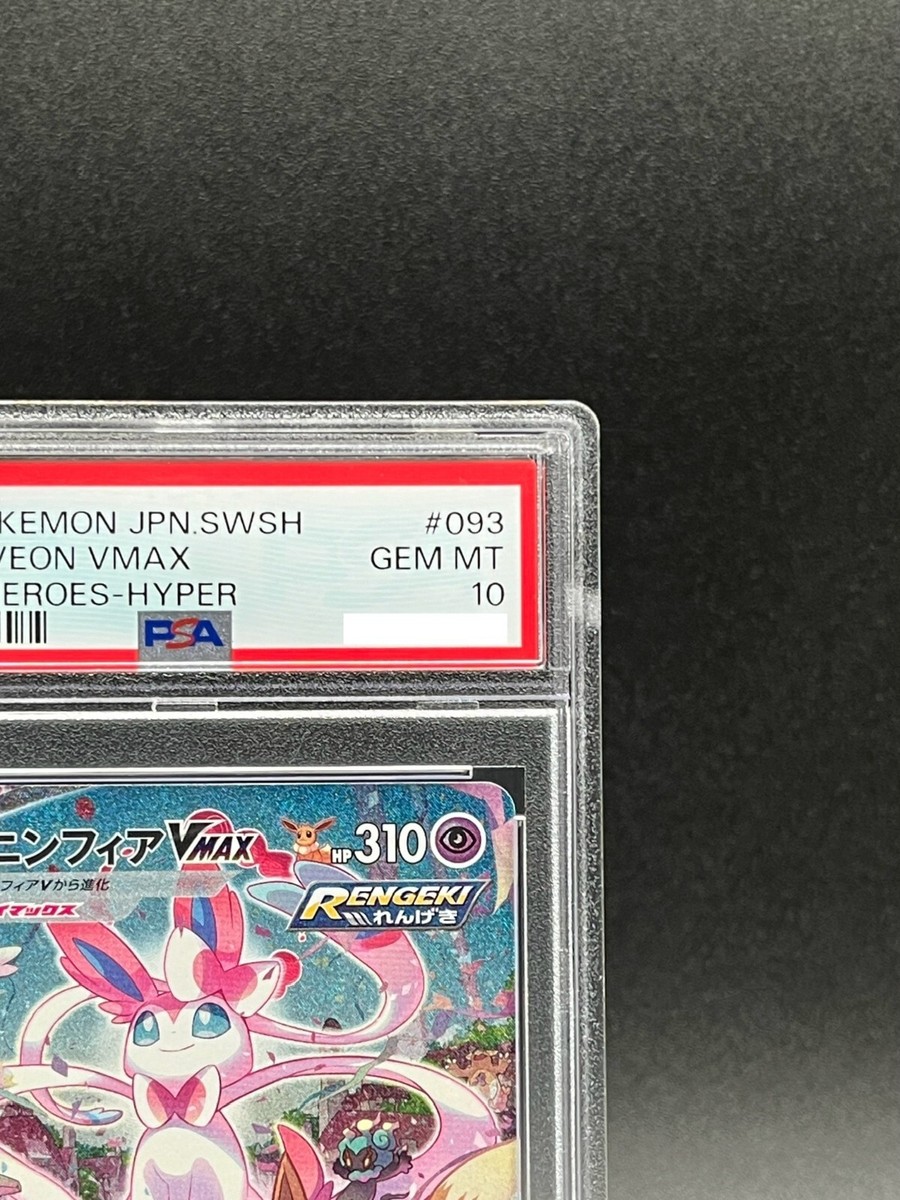 KEMON JPN.SWSH #093
VEON VMAX GEM MT
EROES-HYPER 10
PSA
ニンフィアVMAX HP310
フィアVから進化
イマックス
RENGEKI
れんげき